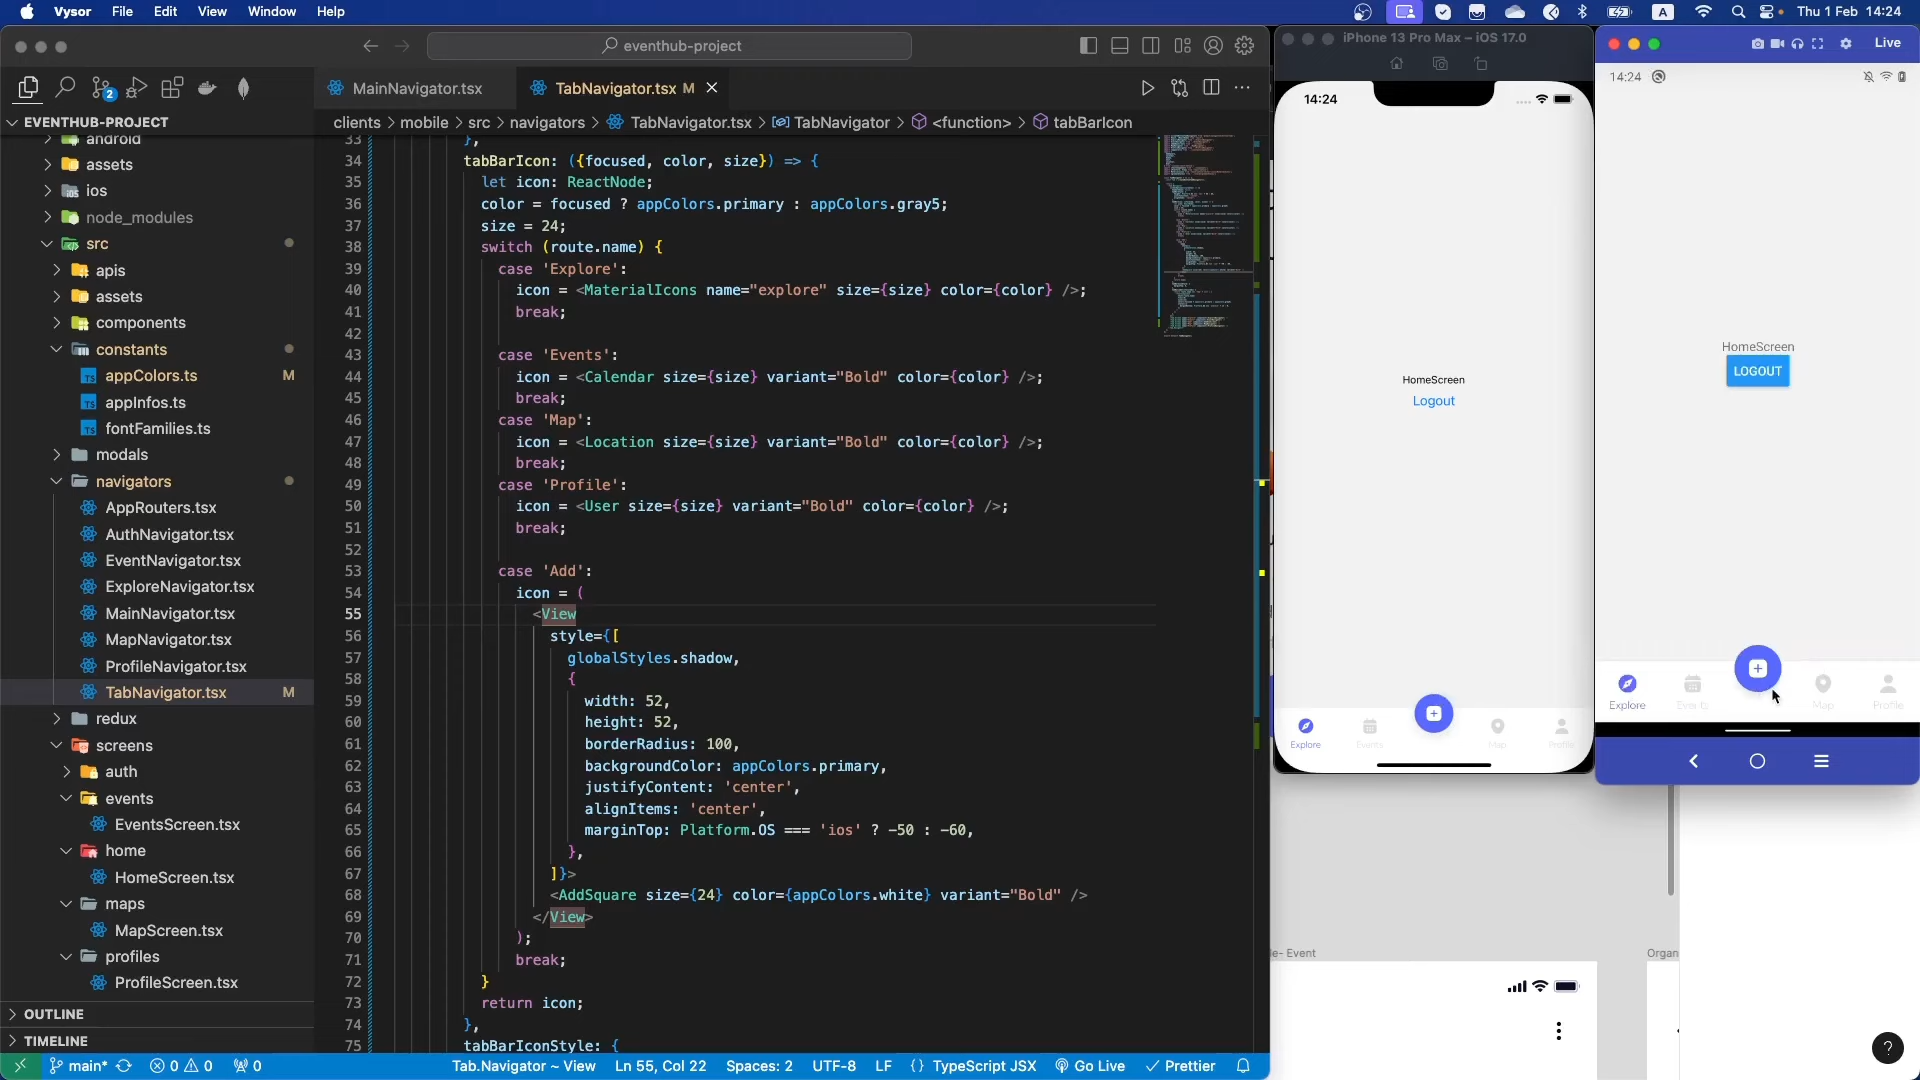 Vysor File Edit View Window Help
A Thu 1 Feb 14:24
eventhub-project
iPhone 13 Pro Max – iOS 17.0
Live
MainNavigator.tsx
TabNavigator.tsx M
EVENTHUB-PROJECT
clients > mobile > src > navigators > TabNavigator.tsx > TabNavigator > <function> > tabBarIcon
android
assets
ios
node_modules
src
apis
assets
components
constants
appColors.ts M
appInfos.ts
fontFamilies.ts
modals
navigators
AppRouters.tsx
AuthNavigator.tsx
EventNavigator.tsx
ExploreNavigator.tsx
MainNavigator.tsx
MapNavigator.tsx
ProfileNavigator.tsx
TabNavigator.tsx M
redux
screens
auth
events
EventsScreen.tsx
home
HomeScreen.tsx
maps
MapScreen.tsx
profiles
ProfileScreen.tsx
OUTLINE
TIMELINE
33 },
34 tabBarIcon: ({focused, color, size}) => {
35 let icon: ReactNode;
36 color = focused ? appColors.primary : appColors.gray5;
37 size = 24;
38 switch (route.name) {
39 case 'Explore':
40 icon = <MaterialIcons name="explore" size={size} color={color} />;
41 break;
42
43 case 'Events':
44 icon = <Calendar size={size} variant="Bold" color={color} />;
45 break;
46 case 'Map':
47 icon = <Location size={size} variant="Bold" color={color} />;
48 break;
49 case 'Profile':
50 icon = <User size={size} variant="Bold" color={color} />;
51 break;
52
53 case 'Add':
54 icon = (
55 <View
56 style={[
57 globalStyles.shadow,
58 {
59 width: 52,
60 height: 52,
61 borderRadius: 100,
62 backgroundColor: appColors.primary,
63 justifyContent: 'center',
64 alignItems: 'center',
65 marginTop: Platform.OS === 'ios' ? -50 : -60,
66 },
67 ]}>
68 <AddSquare size={24} color={appColors.white} variant="Bold" />
69 </View>
70 );
71 break;
72 }
73 return icon;
74 },
75 tabBarIconStyle: {
main* 0 0 0
Tab.Navigator ~ View Ln 55, Col 22 Spaces: 2 UTF-8 LF {} TypeScript JSX Go Live Prettier
14:24
HomeScreen
Logout
Explore Events Map Profile
14:24
HomeScreen
LOGOUT
Explore Events Map Profile
le- Event
Organ
?